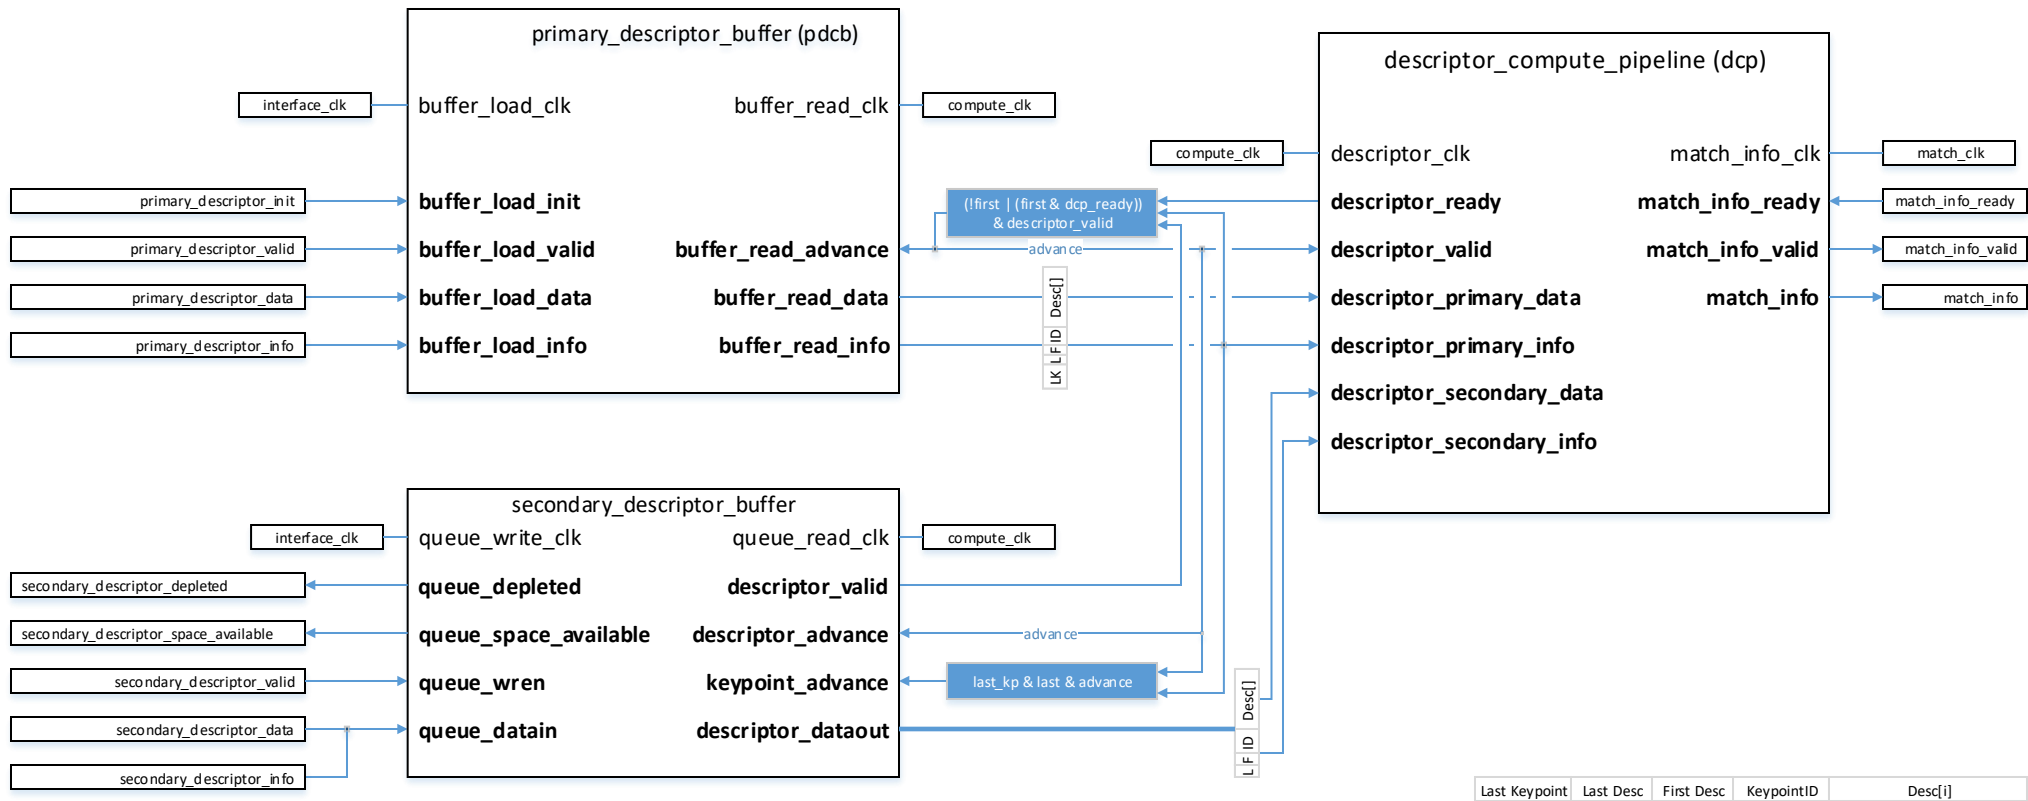 primary_descriptor_buffer (pdcb)
interface_clk
buffer_load_clk
buffer_read_clk
compute_clk
primary_descriptor_init
buffer_load_init
primary_descriptor_valid
buffer_load_valid
buffer_read_advance
primary_descriptor_data
buffer_load_data
buffer_read_data
primary_descriptor_info
buffer_load_info
buffer_read_info
(!first | (first & dcp_ready))
& descriptor_valid
advance
Desc[]
ID
F
L
LK
descriptor_compute_pipeline (dcp)
compute_clk
descriptor_clk
match_info_clk
match_clk
descriptor_ready
match_info_ready
match_info_ready
descriptor_valid
match_info_valid
match_info_valid
descriptor_primary_data
match_info
match_info
descriptor_primary_info
descriptor_secondary_data
descriptor_secondary_info
secondary_descriptor_buffer
interface_clk
queue_write_clk
queue_read_clk
compute_clk
secondary_descriptor_depleted
queue_depleted
descriptor_valid
secondary_descriptor_space_available
queue_space_available
descriptor_advance
advance
secondary_descriptor_valid
queue_wren
keypoint_advance
last_kp & last & advance
secondary_descriptor_data
queue_datain
descriptor_dataout
secondary_descriptor_info
Desc[]
ID
F
L
Last Keypoint
Last Desc
First Desc
KeypointID
Desc[i]